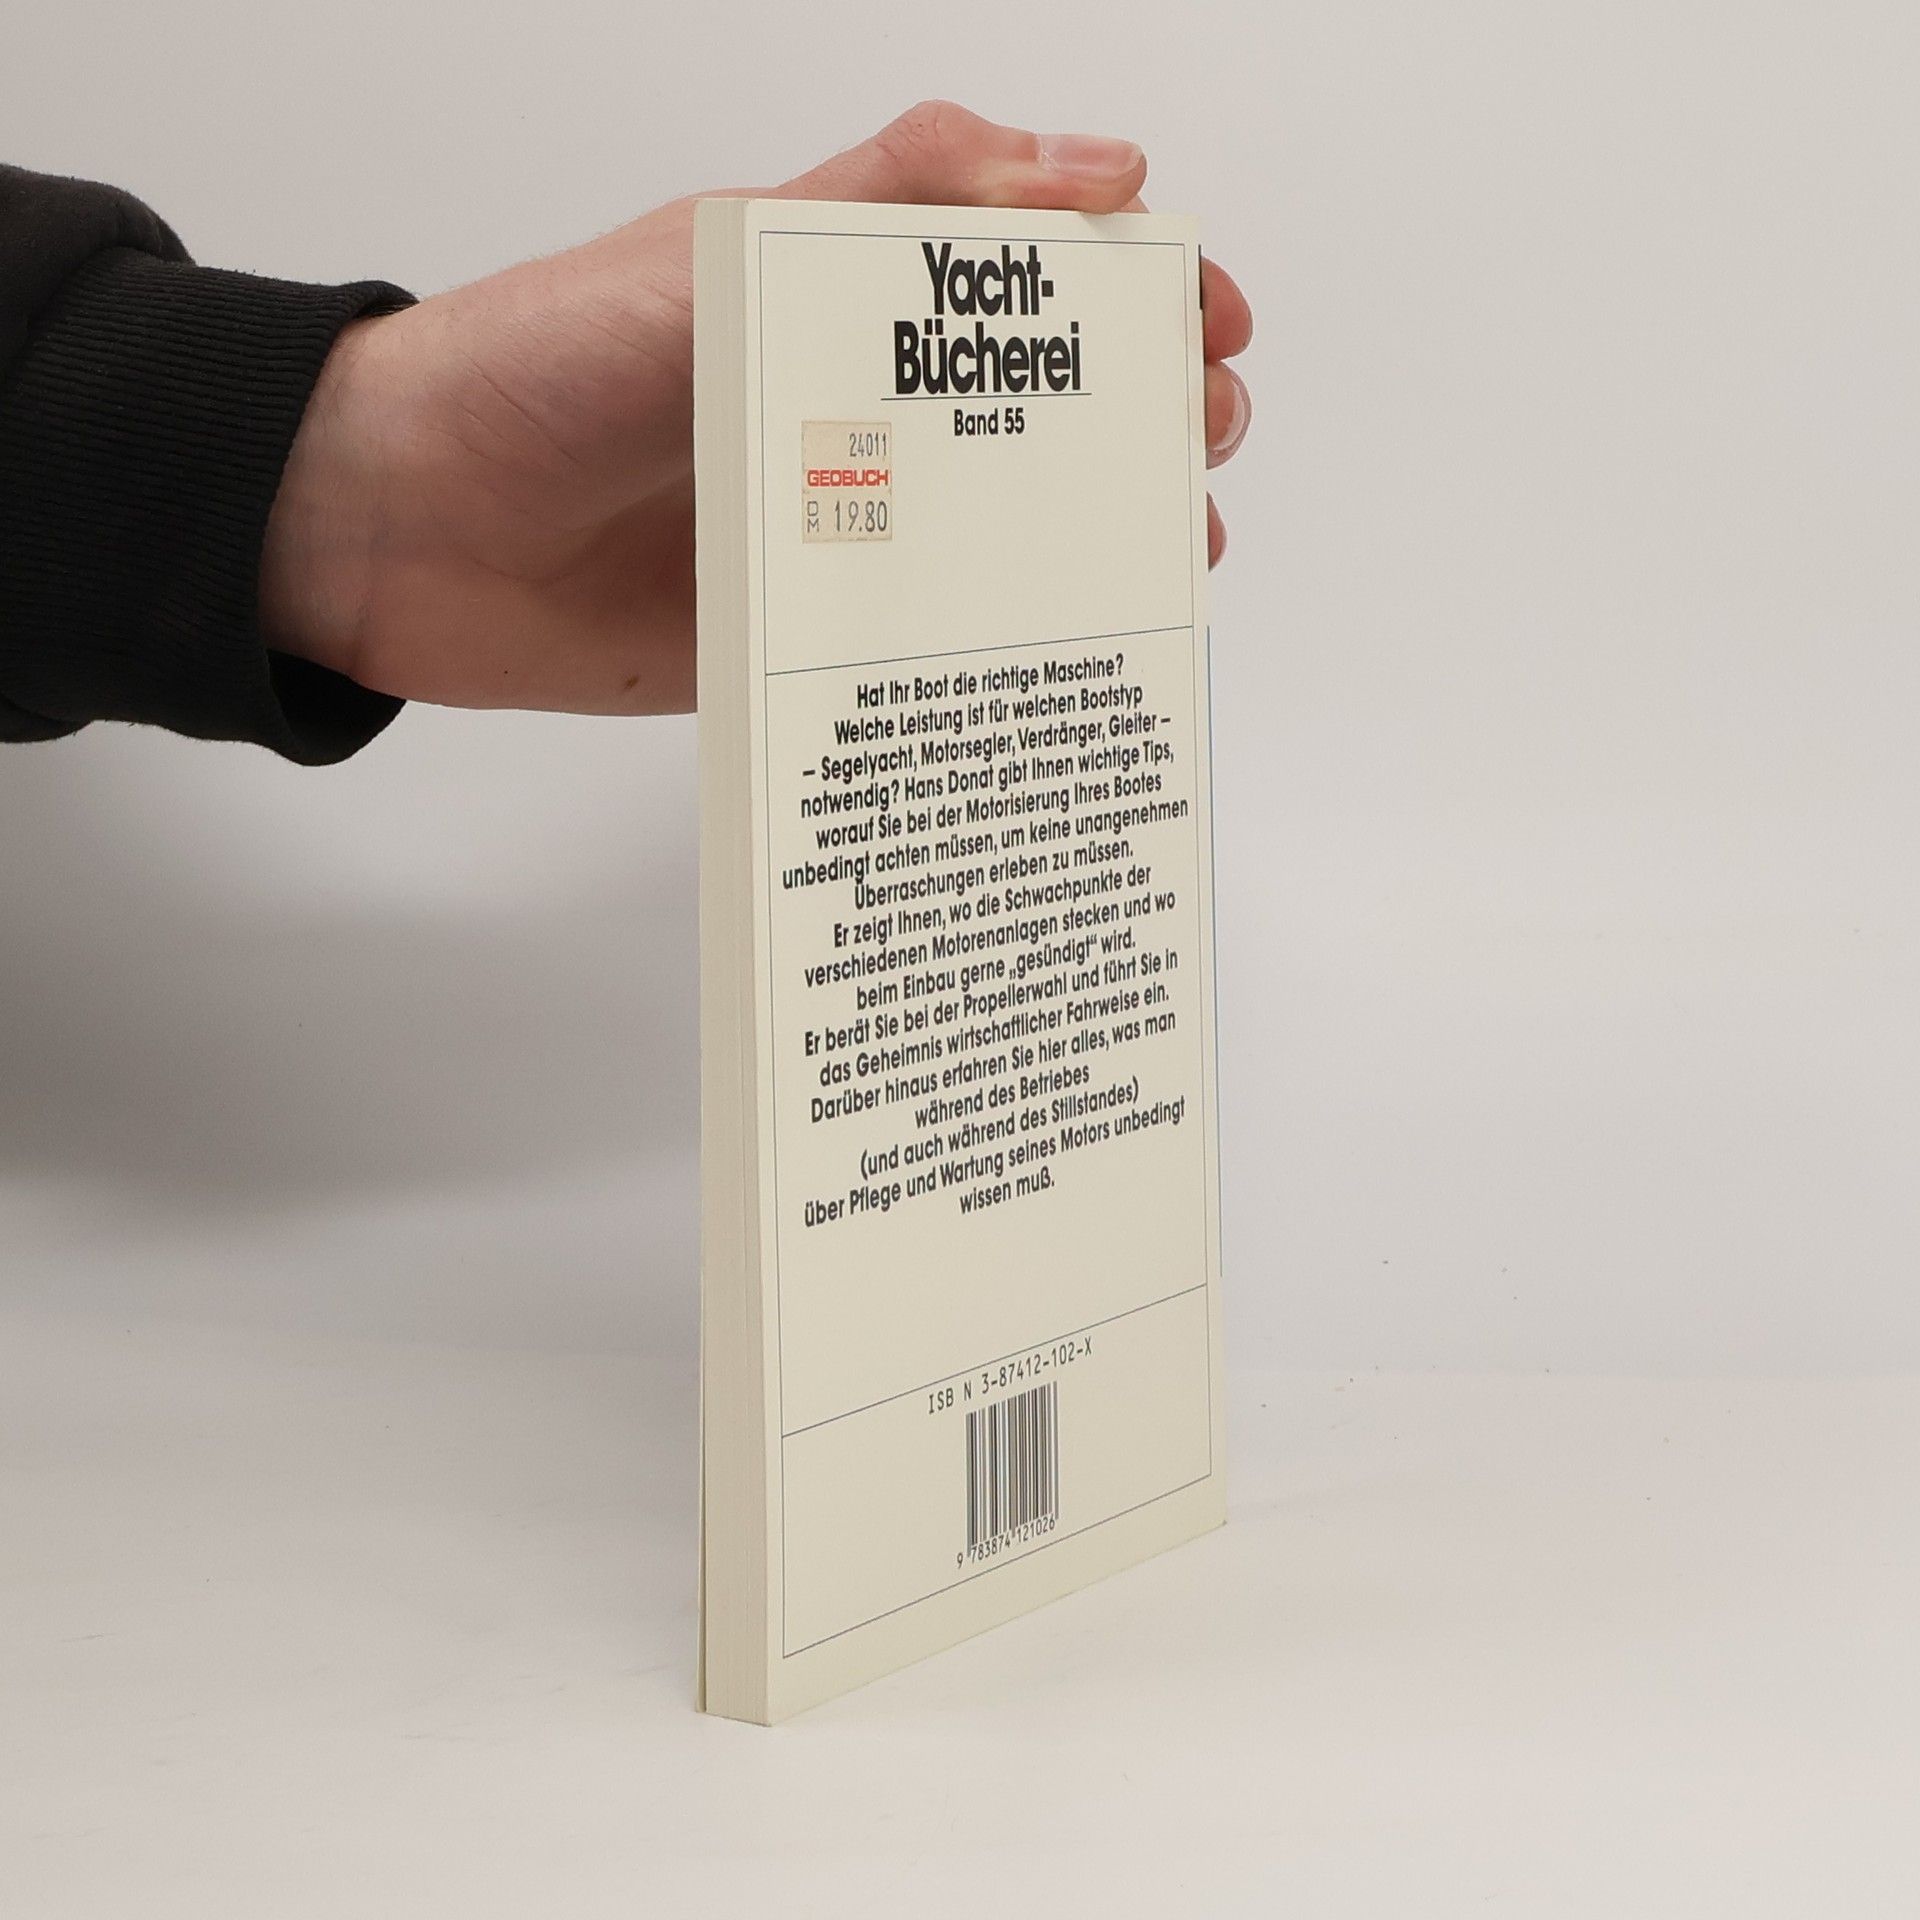 Yacht-
Bücherei
Band 55
24011
GEOBUCH
DM 19.80
Hat Ihr Boot die richtige Maschine?
Welche Leistung ist für welchen Bootstyp
– Segelyacht, Motorsegler, Verdränger, Gleiter –
notwendig? Hans Donat gibt Ihnen wichtige Tips,
worauf Sie bei der Motorisierung Ihres Bootes
unbedingt achten müssen, um keine unangenehmen
Überraschungen erleben zu müssen.
Er zeigt Ihnen, wo die Schwachpunkte der
verschiedenen Motorenanlagen stecken und wo
beim Einbau gerne „gesündigt“ wird.
Er berät Sie bei der Propellerwahl und führt Sie in
das Geheimnis wirtschaftlicher Fahrweise ein.
Darüber hinaus erfahren Sie hier alles, was man
während des Betriebes
(und auch während des Stillstandes)
über Pflege und Wartung seines Motors unbedingt
wissen muß.
ISB N 3-87412-102-X
9 783874 121026